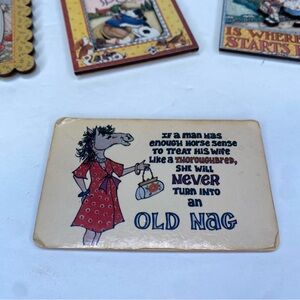 IS WHERE
STARTS
If a man has
enough horse sense
to treat his wife
like a thoroughbred,
she will
never
turn into
an
old nag